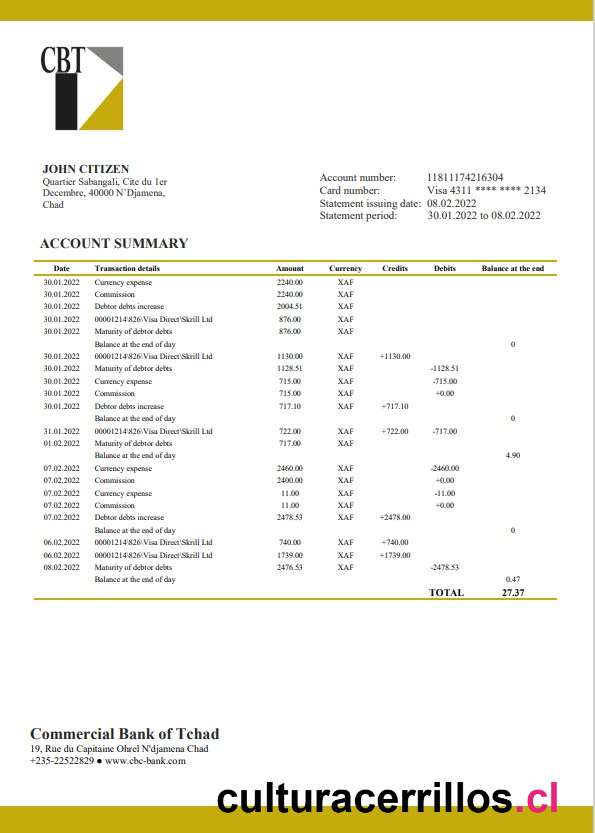 CBT
JOHN CITIZEN
Quartier Sabangali, Cite du 1er
Decembre, 40000 N`Djamena,
Chad
Account number: 11811174216304
Card number: Visa 4311 **** **** 2134
Statement issuing date: 08.02.2022
Statement period: 30.01.2022 to 08.02.2022
ACCOUNT SUMMARY
Date Transaction details Amount Currency Credits Debits Balance at the end
30.01.2022 Currency expense 2240.00 XAF
30.01.2022 Commission 2240.00 XAF
30.01.2022 Debtor debts increase 2004.51 XAF
30.01.2022 00001214\826\Visa Direct\Skrill Ltd 876.00 XAF
30.01.2022 Maturity of debtor debts 876.00 XAF
Balance at the end of day 0
30.01.2022 00001214\826\Visa Direct\Skrill Ltd 1130.00 XAF +1130.00
30.01.2022 Maturity of debtor debts 1128.51 XAF -1128.51
30.01.2022 Currency expense 715.00 XAF -715.00
30.01.2022 Commission 715.00 XAF +0.00
30.01.2022 Debtor debts increase 717.10 XAF +717.10
Balance at the end of day 0
31.01.2022 00001214\826\Visa Direct\Skrill Ltd 722.00 XAF +722.00 -717.00
01.02.2022 Maturity of debtor debts 717.00 XAF
Balance at the end of day 4.90
07.02.2022 Currency expense 2460.00 XAF -2460.00
07.02.2022 Commission 2400.00 XAF +0.00
07.02.2022 Currency expense 11.00 XAF -11.00
07.02.2022 Commission 11.00 XAF +0.00
07.02.2022 Debtor debts increase 2478.53 XAF +2478.00
Balance at the end of day 0
06.02.2022 00001214\826\Visa Direct\Skrill Ltd 740.00 XAF +740.00
06.02.2022 00001214\826\Visa Direct\Skrill Ltd 1739.00 XAF +1739.00
08.02.2022 Maturity of debtor debts 2476.53 XAF -2478.53
Balance at the end of day 0.47
TOTAL 27.37
Commercial Bank of Tchad
19, Rue du Capitaine Ohrel N'djamena Chad
+235-22522829 ● www.cbc-bank.com
culturacerrillos.cl